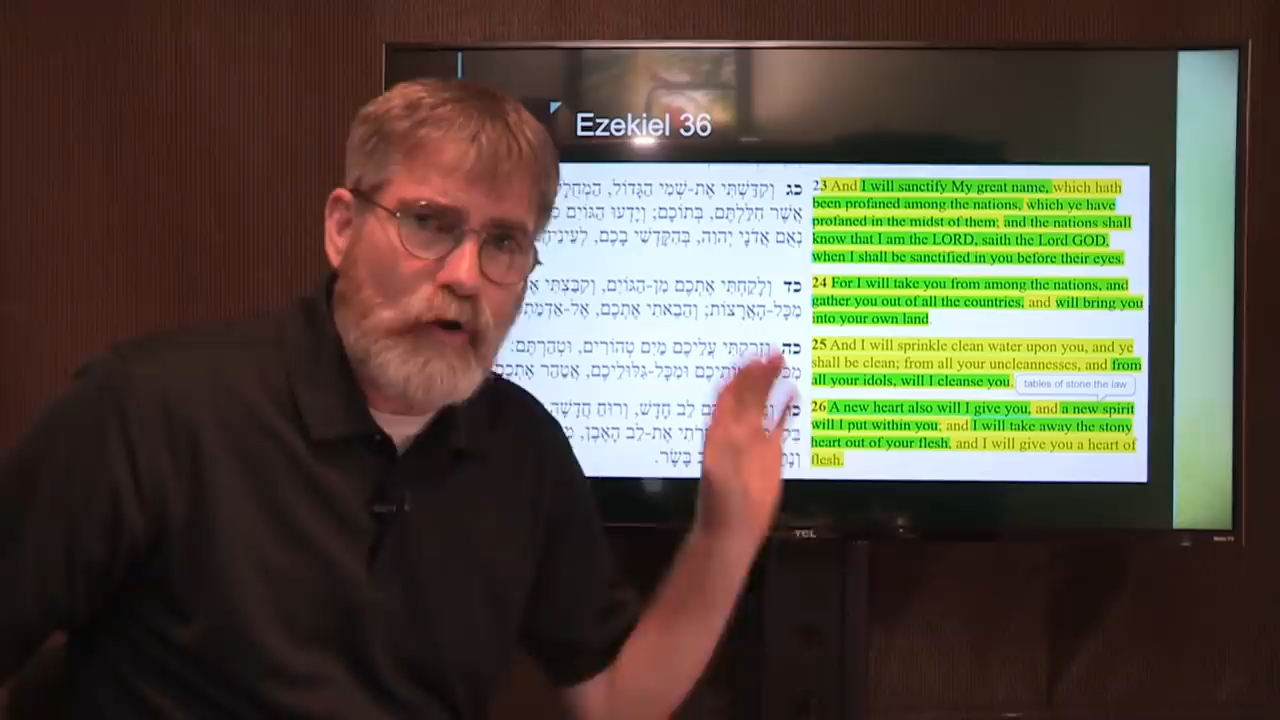 Ezekiel 36
כג וְקִדַּשְׁתִּי אֶת-שְׁמִי הַגָּדוֹל,
אֲשֶׁר חִלַּלְתֶּם, בְּתוֹכָם; וְיָדְעוּ הַגּוֹיִם
נְאֻם אֲדֹנָי יְהוִה, בְּהִקָּדְשִׁי בָכֶם, לְעֵינֵיהֶם
כד וְלָקַחְתִּי אֶתְכֶם מִן-הַגּוֹיִם, וְקִבַּצְתִּי
מִכָּל-הָאֲרָצוֹת; וְהֵבֵאתִי אֶתְכֶם, אֶל-אַדְמַתְ
כה וְזָרַקְתִּי עֲלֵיכֶם מַיִם טְהוֹרִים, וּטְהַרְתֶּם:
וּמִכָּל-גִּלּוּלֵיכֶם, אֲטַהֵר אֶתְכֶם
לֵב חָדָשׁ, וְרוּחַ חֲדָשָׁה
אֶת-לֵב הָאֶבֶן,
בָּשָׂר.
23 And I will sanctify My great name, which hath
been profaned among the nations, which ye have
profaned in the midst of them; and the nations shall
know that I am the LORD, saith the Lord GOD,
when I shall be sanctified in you before their eyes.
24 For I will take you from among the nations, and
gather you out of all the countries, and will bring you
into your own land.
25 And I will sprinkle clean water upon you, and ye
shall be clean; from all your uncleannesses, and from
all your idols, will I cleanse you.
tables of stone the law
26 A new heart also will I give you, and a new spirit
will I put within you; and I will take away the stony
heart out of your flesh, and I will give you a heart of
flesh.
TCL